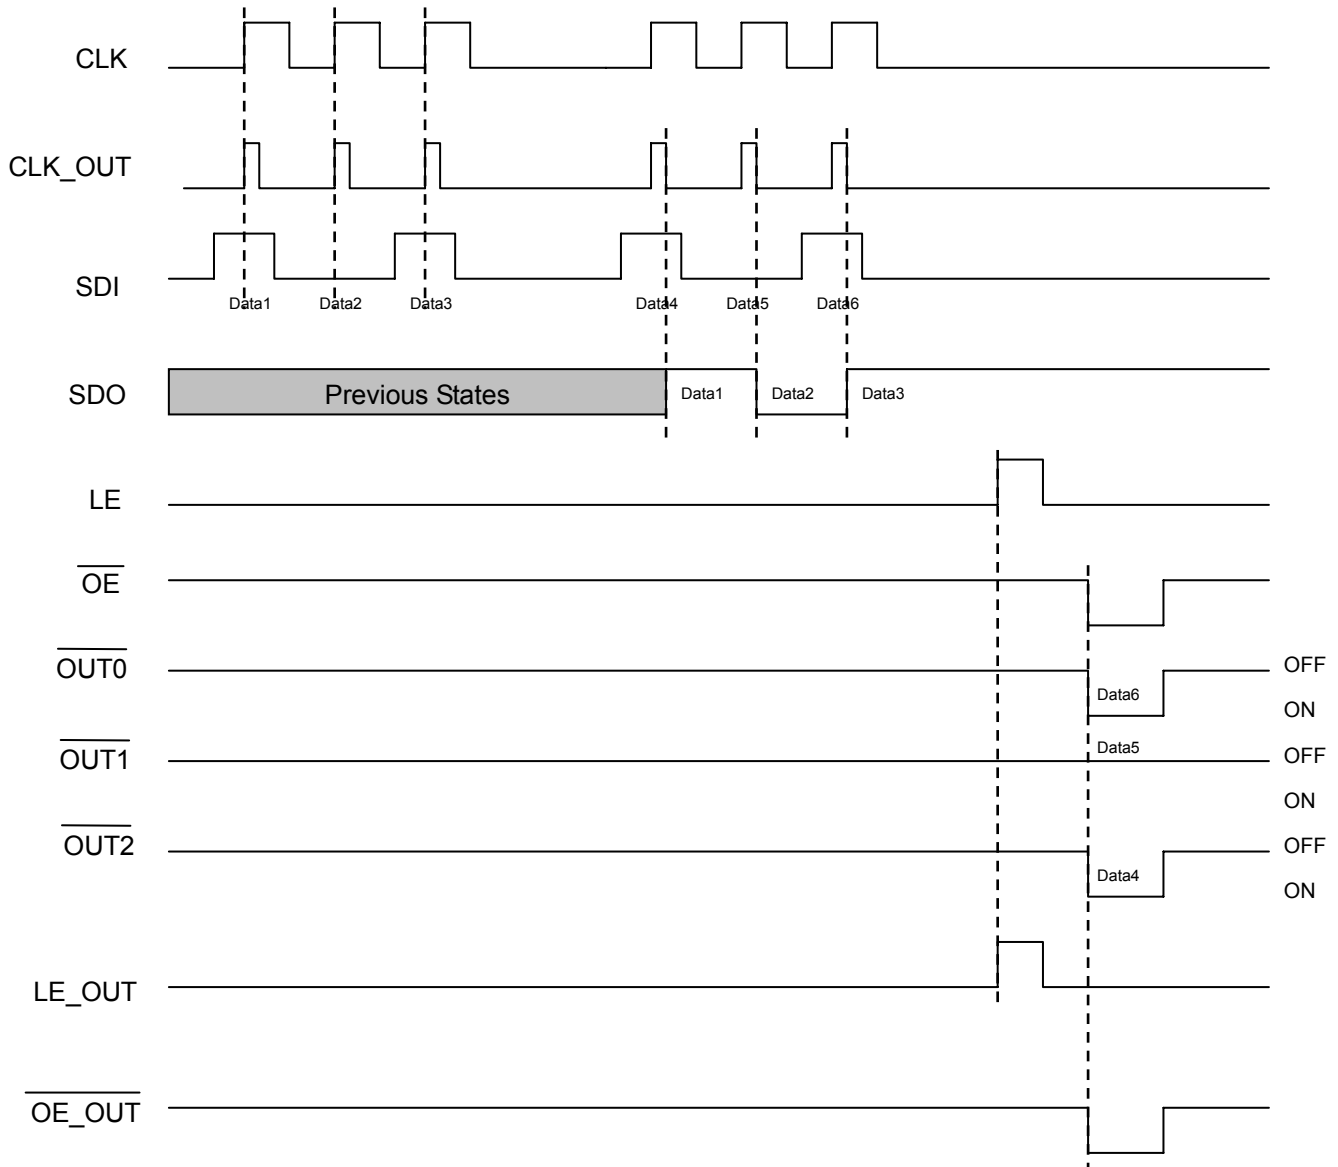 CLK
CLK_OUT
SDI
Data1 Data2 Data3 Data4 Data5 Data6
SDO Previous States Data1 Data2 Data3
LE
OE
OUT0 OFF
Data6
ON
Data5
OUT1 OFF
ON
OUT2 OFF
Data4
ON
LE_OUT
OE_OUT